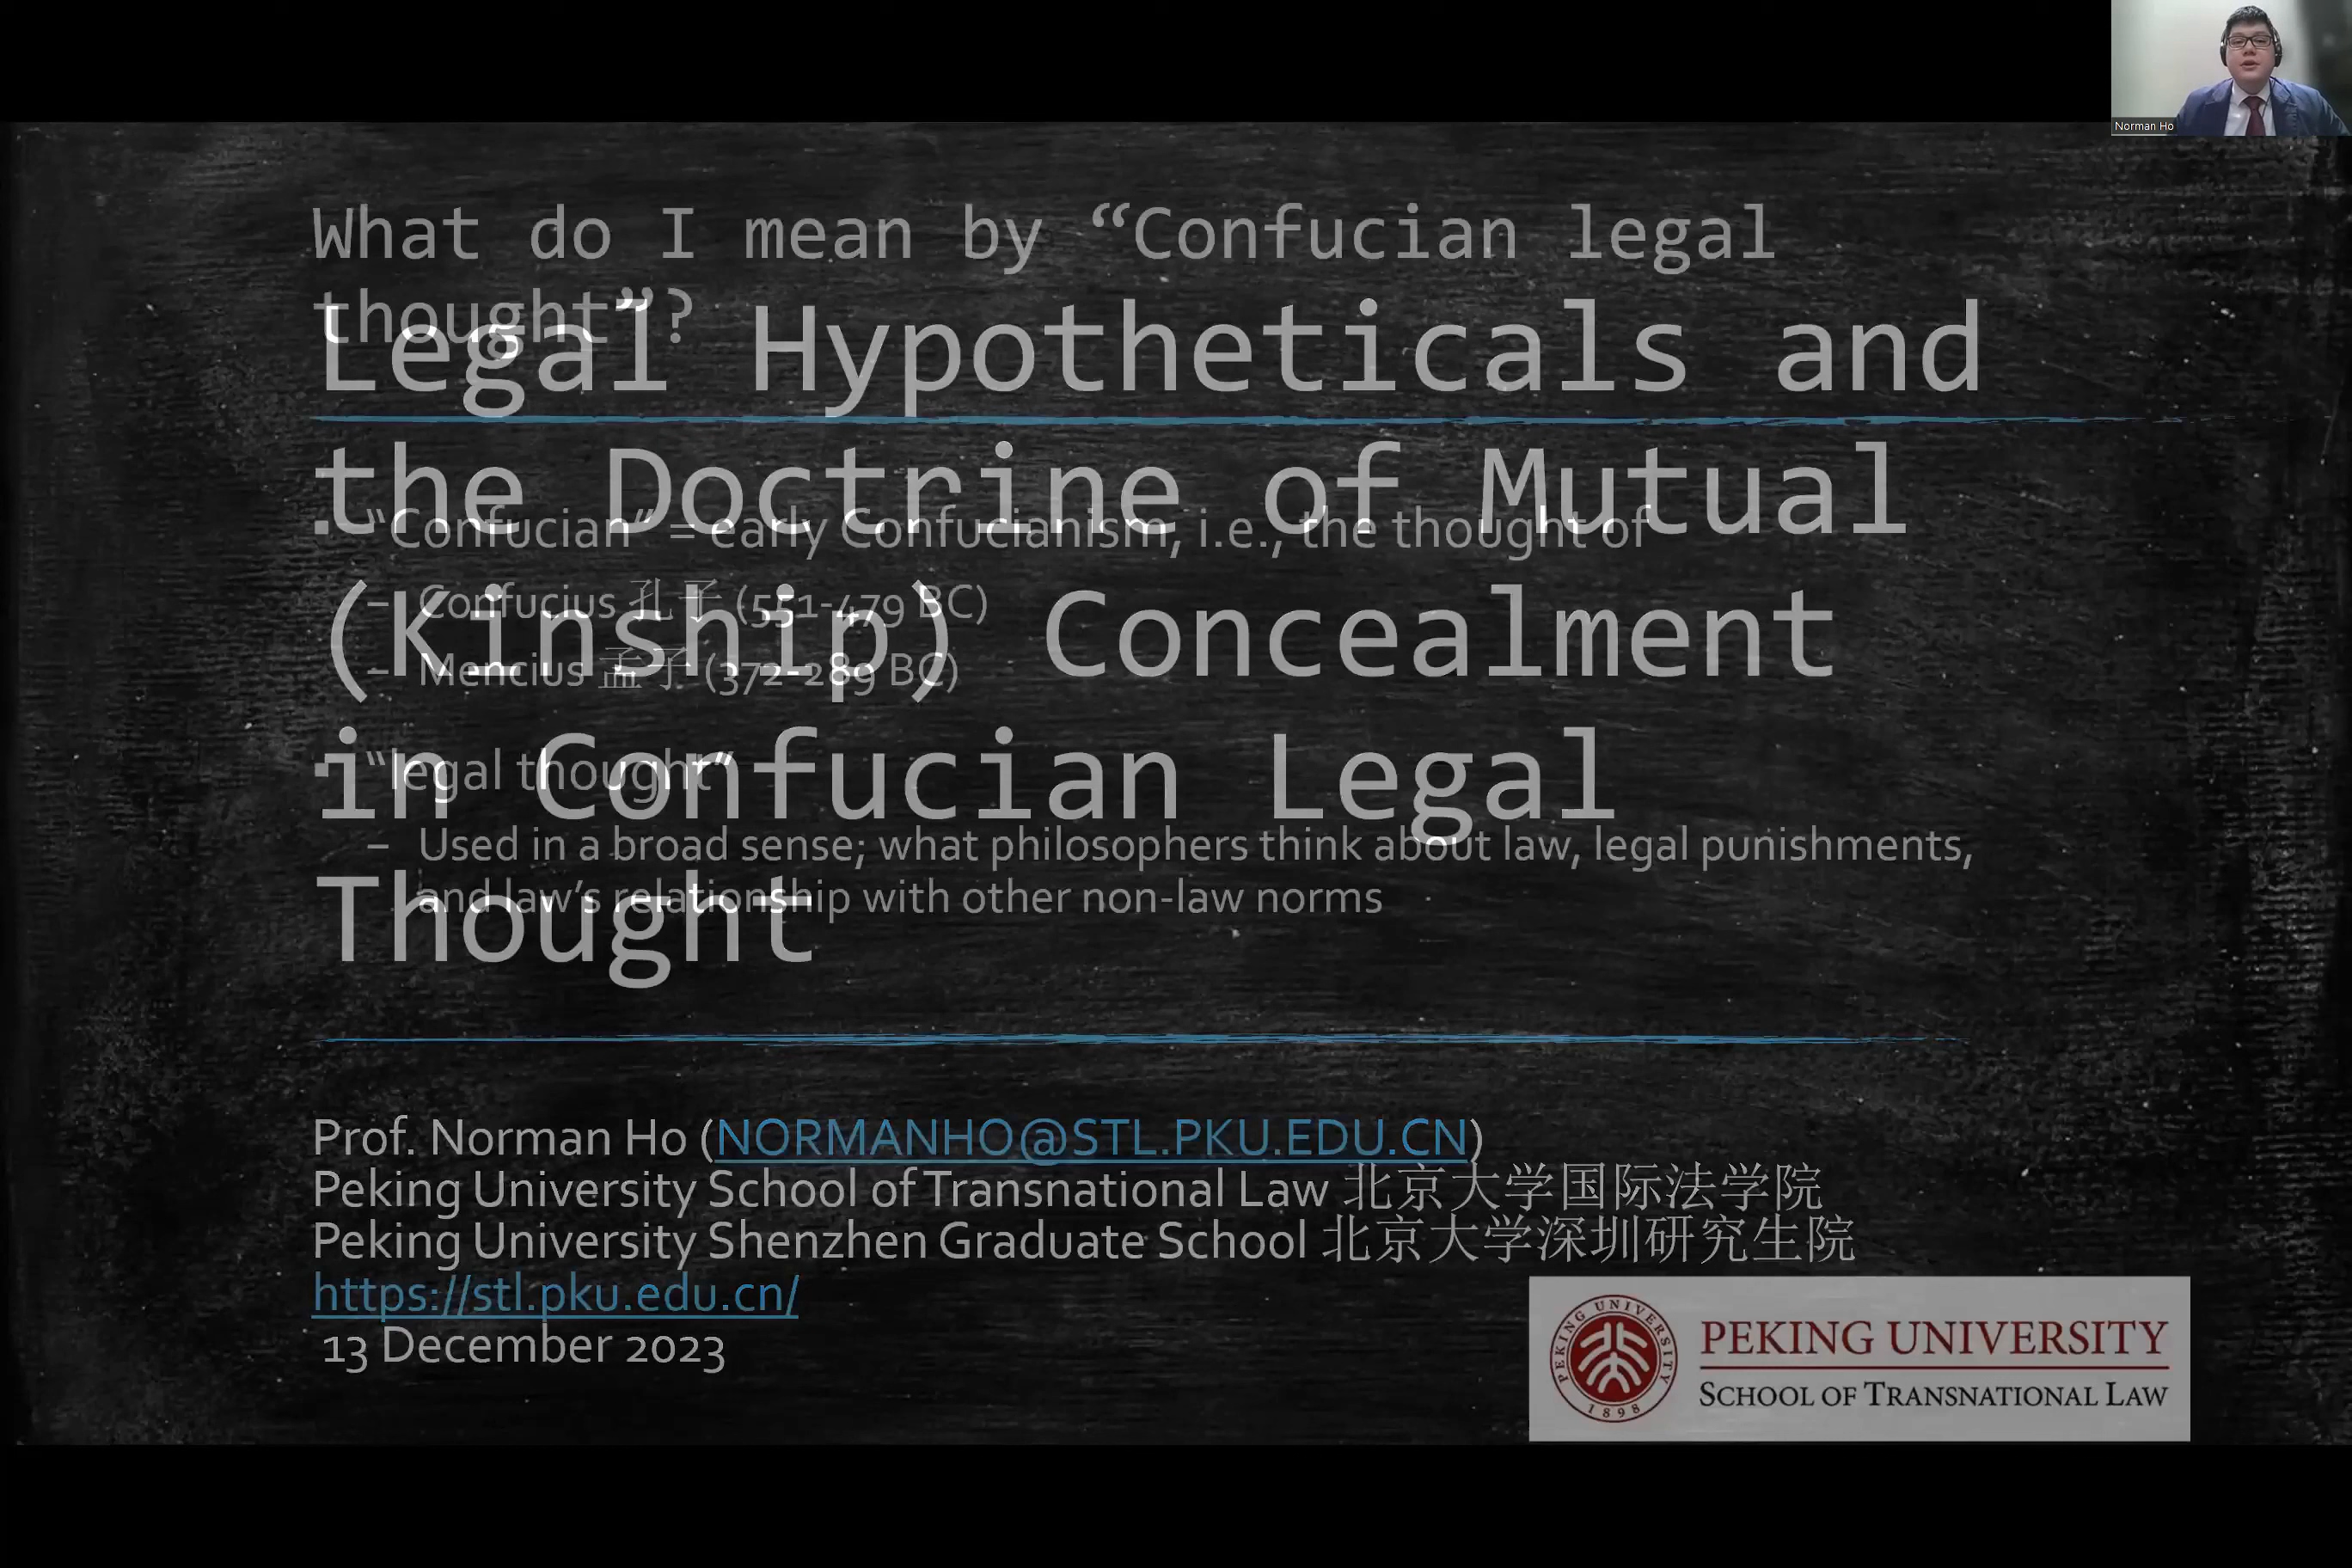 Norman Ho
What do I mean by “Confucian legal
thought”?
Legal Hypotheticals and
the Doctrine of Mutual
(Kinship) Concealment
in Confucian Legal
Thought
“Confucian” = early Confucianism, i.e., the thought of
– Confucius 孔子 (551-479 BC)
– Mencius 孟子 (372-289 BC)
“legal thought”
– Used in a broad sense; what philosophers think about law, legal punishments,
and law’s relationship with other non-law norms
Prof. Norman Ho (NORMANHO@STL.PKU.EDU.CN)
Peking University School of Transnational Law 北京大学国际法学院
Peking University Shenzhen Graduate School 北京大学深圳研究生院
https://stl.pku.edu.cn/
13 December 2023
PEKING UNIVERSITY
1898
PEKING UNIVERSITY
SCHOOL OF TRANSNATIONAL LAW